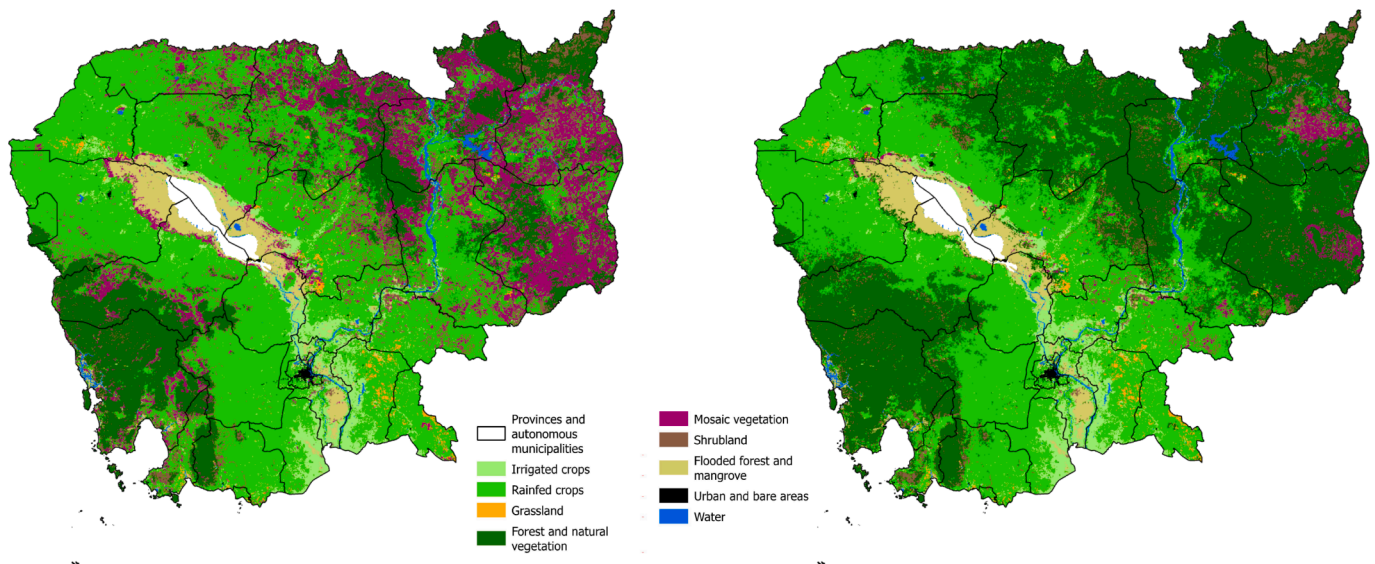 Provinces and
autonomous
municipalities
Irrigated crops
Rainfed crops
Grassland
Forest and natural
vegetation
Mosaic vegetation
Shrubland
Flooded forest and
mangrove
Urban and bare areas
Water